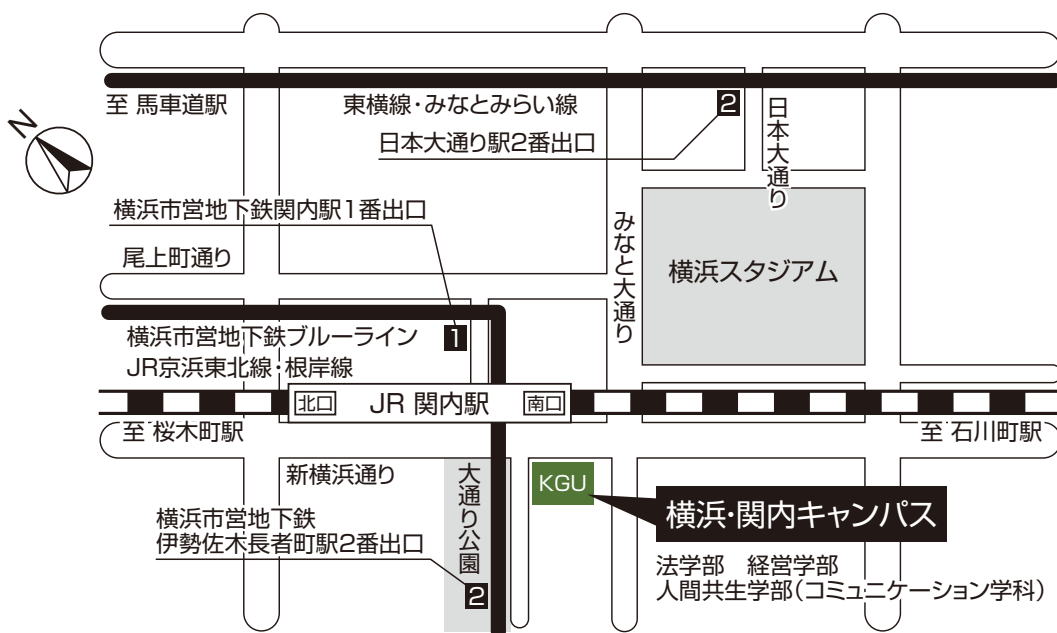 至 馬車道駅
東横線・みなとみらい線
2
日本大通り駅2番出口
日本大通り
N
横浜市営地下鉄関内駅1番出口
尾上町通り
みなと大通り
横浜スタジアム
横浜市営地下鉄ブルーライン
1
JR京浜東北線・根岸線
北口
JR 関内駅
南口
至 桜木町駅
至 石川町駅
新横浜通り
大通り公園
KGU
横浜・関内キャンパス
横浜市営地下鉄
伊勢佐木長者町駅2番出口
2
法学部 経営学部
人間共生学部(コミュニケーション学科)